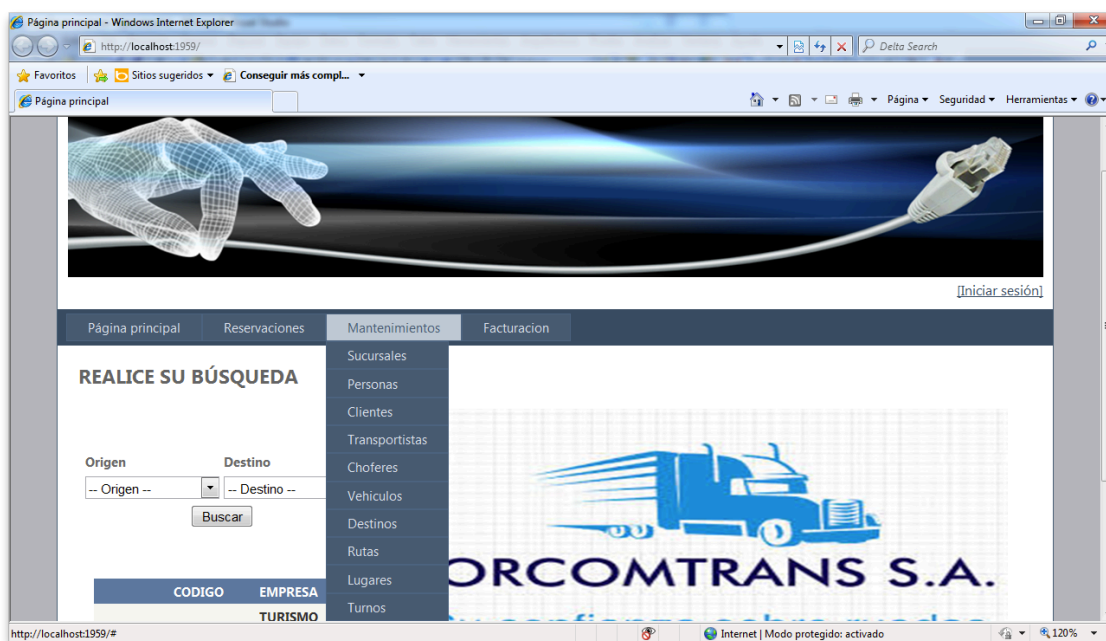 Página principal - Windows Internet Explorer
http://localhost:1959/
Delta Search
Favoritos Sitios sugeridos Conseguir más compl...
Página principal
Página Seguridad Herramientas
[Iniciar sesión]
Página principal Reservaciones Mantenimientos Facturacion
Sucursales
REALICE SU BÚSQUEDA
Personas
Clientes
Transportistas
Origen Destino
Choferes
-- Origen -- -- Destino --
Vehiculos
Buscar
Destinos
Rutas
Lugares
ORCOMTRANS S.A.
CODIGO EMPRESA
Turnos
TURISMO
confianza sobre ruedas
http://localhost:1959/#
Internet | Modo protegido: activado
120%